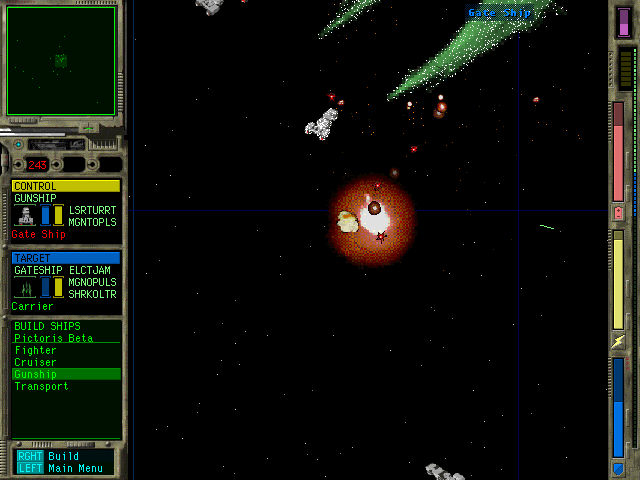 Gate Ship
243
CONTROL
GUNSHIP
LSRTURRT
MGNTOPLS
Gate Ship
TARGET
GATESHIP ELCTJAM
MGNOPULS
SHRKOLTR
Carrier
BUILD SHIPS
Pictoris Beta
Fighter
Cruiser
Gunship
Transport
RGHT Build
LEFT Main Menu